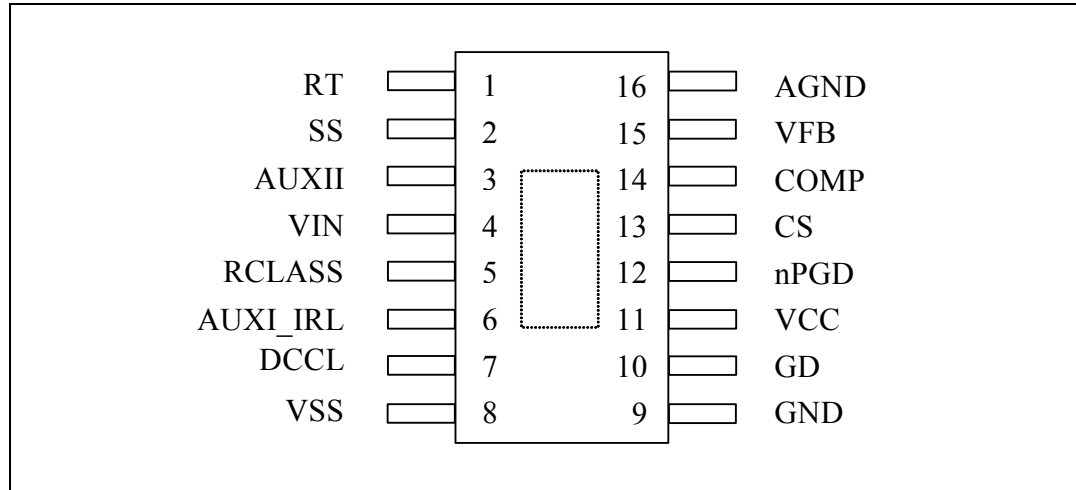 RT 1 16 AGND
SS 2 15 VFB
AUXII 3 14 COMP
VIN 4 13 CS
RCLASS 5 12 nPGD
AUXI_IRL 6 11 VCC
DCCL 7 10 GD
VSS 8 9 GND